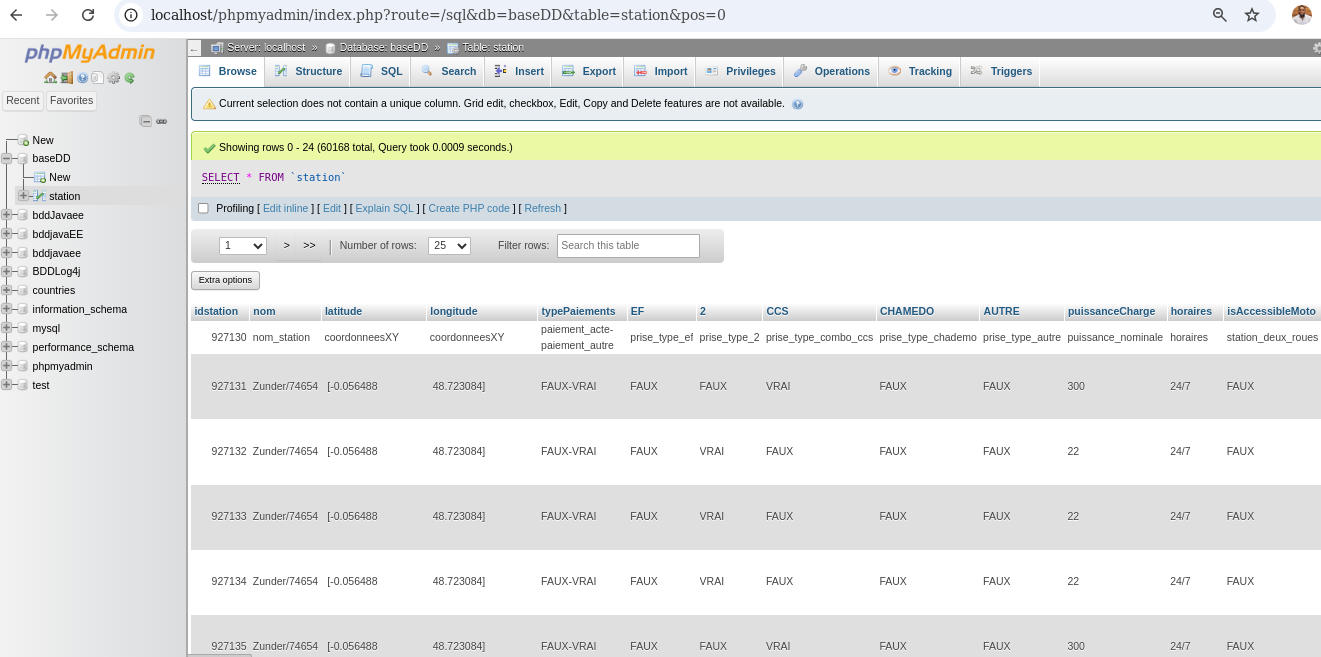 localhost/phpmyadmin/index.php?route=/sql&db=baseDD&table=station&pos=0
phpMyAdmin
Recent Favorites
New
baseDD
New
station
bddJavaee
bddjavaEE
bddjavaee
BDDLog4j
countries
information_schema
mysql
performance_schema
phpmyadmin
test
Server: localhost » Database: baseDD » Table: station
Browse Structure SQL Search Insert Export Import Privileges Operations Tracking Triggers
Current selection does not contain a unique column. Grid edit, checkbox, Edit, Copy and Delete features are not available.
Showing rows 0 - 24 (60168 total, Query took 0.0009 seconds.)
SELECT * FROM `station`
Profiling [ Edit inline ] [ Edit ] [ Explain SQL ] [ Create PHP code ] [ Refresh ]
1 > >> | Number of rows: 25 Filter rows: Search this table
Extra options
idstation nom latitude longitude typePaiements EF 2 CCS CHAMEDO AUTRE puissanceCharge horaires isAccessibleMoto
927130 nom_station coordonneesXY coordonneesXY paiement_acte-
paiement_autre prise_type_ef prise_type_2 prise_type_combo_ccs prise_type_chademo prise_type_autre puissance_nominale horaires station_deux_roues
927131 Zunder/74654 [-0.056488 48.723084] FAUX-VRAI FAUX FAUX VRAI FAUX FAUX 300 24/7 FAUX
927132 Zunder/74654 [-0.056488 48.723084] FAUX-VRAI FAUX VRAI FAUX FAUX FAUX 22 24/7 FAUX
927133 Zunder/74654 [-0.056488 48.723084] FAUX-VRAI FAUX VRAI FAUX FAUX FAUX 22 24/7 FAUX
927134 Zunder/74654 [-0.056488 48.723084] FAUX-VRAI FAUX VRAI FAUX FAUX FAUX 22 24/7 FAUX
927135 Zunder/74654 [-0.056488 48.723084] FAUX-VRAI FAUX FAUX VRAI FAUX FAUX 300 24/7 FAUX